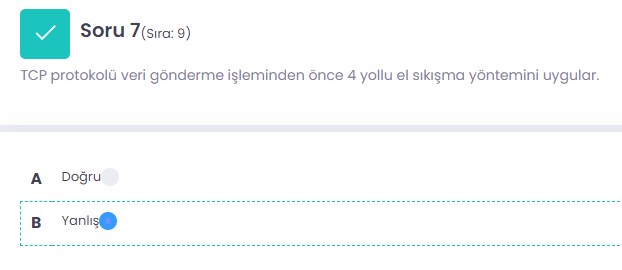 Soru 7(Sıra: 9)
TCP protokolü veri gönderme işleminden önce 4 yollu el sıkışma yöntemini uygular.
A Doğru
B Yanlış